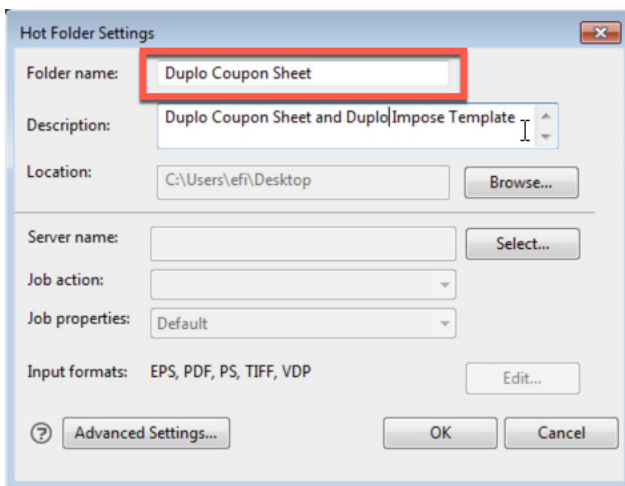 Hot Folder Settings
Folder name: Duplo Coupon Sheet
Description: Duplo Coupon Sheet and Duplo Impose Template
Location: C:\Users\efi\Desktop Browse...
Server name: Select...
Job action:
Job properties: Default
Input formats: EPS, PDF, PS, TIFF, VDP Edit...
? Advanced Settings... OK Cancel